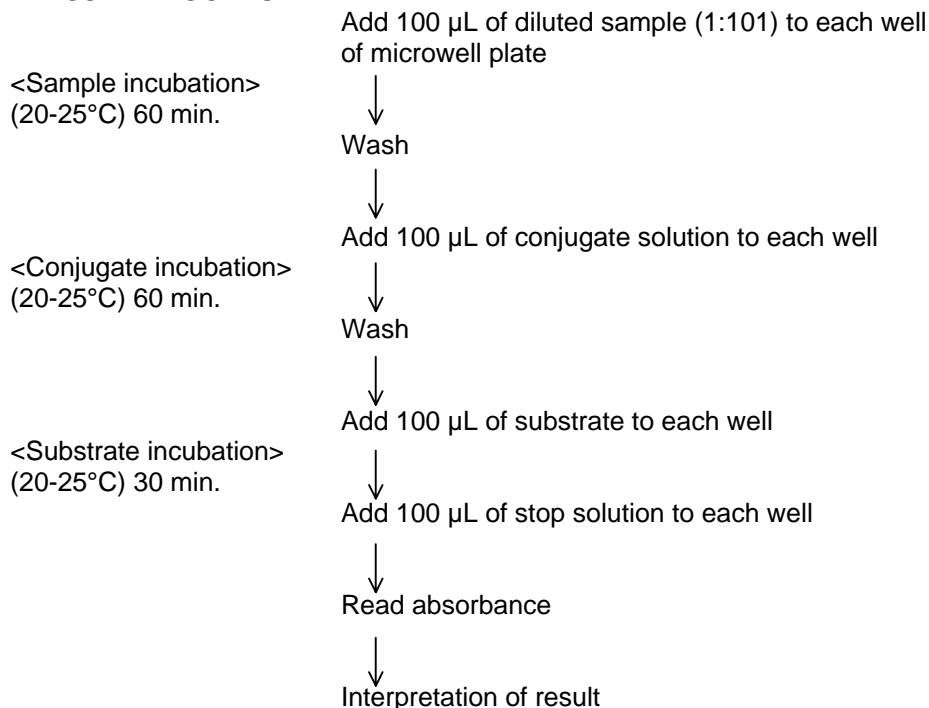 Add 100 µL of diluted sample (1:101) to each well
of microwell plate
<Sample incubation>
(20-25°C) 60 min.
Wash
Add 100 µL of conjugate solution to each well
<Conjugate incubation>
(20-25°C) 60 min.
Wash
Add 100 µL of substrate to each well
<Substrate incubation>
(20-25°C) 30 min.
Add 100 µL of stop solution to each well
Read absorbance
Interpretation of result